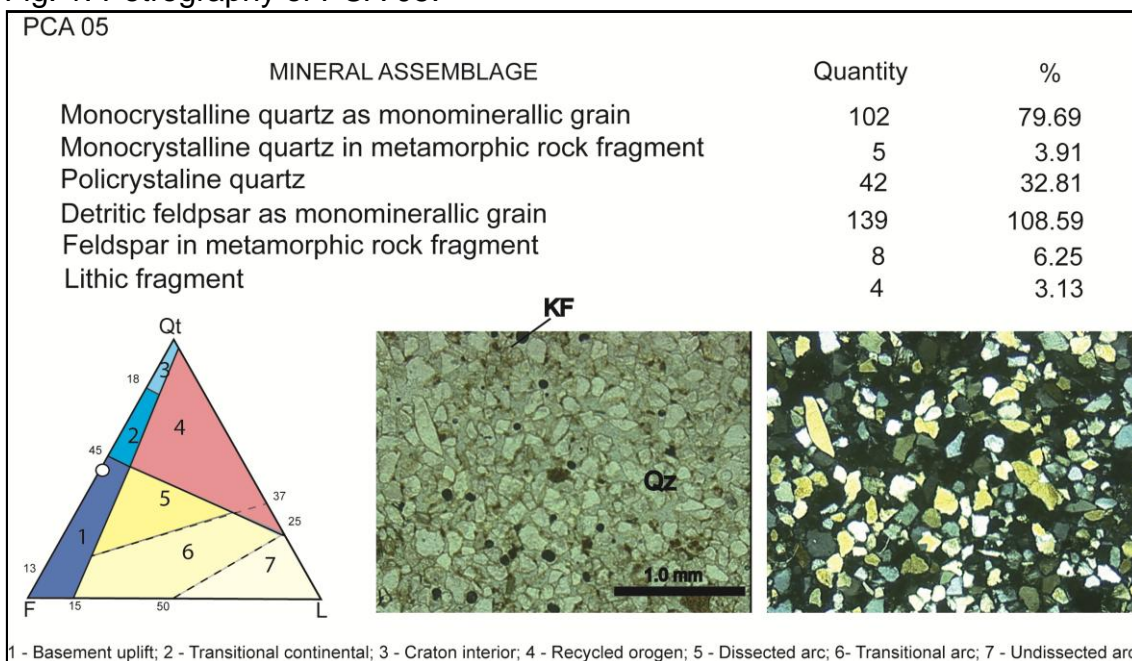 Fig. 1. Petrography of PCA 05.
PCA 05
MINERAL ASSEMBLAGE Quantity %
Monocrystalline quartz as monominerallic grain 102 79.69
Monocrystalline quartz in metamorphic rock fragment 5 3.91
Policrystaline quartz 42 32.81
Detritic feldpsar as monominerallic grain 139 108.59
Feldspar in metamorphic rock fragment 8 6.25
Lithic fragment 4 3.13
KF
Qt
18
3
4
2
45
37
5
25
Qz
1
6
7
13
1.0 mm
F 15 50 L
1 - Basement uplift; 2 - Transitional continental; 3 - Craton interior; 4 - Recycled orogen; 5 - Dissected arc; 6- Transitional arc; 7 - Undissected arc